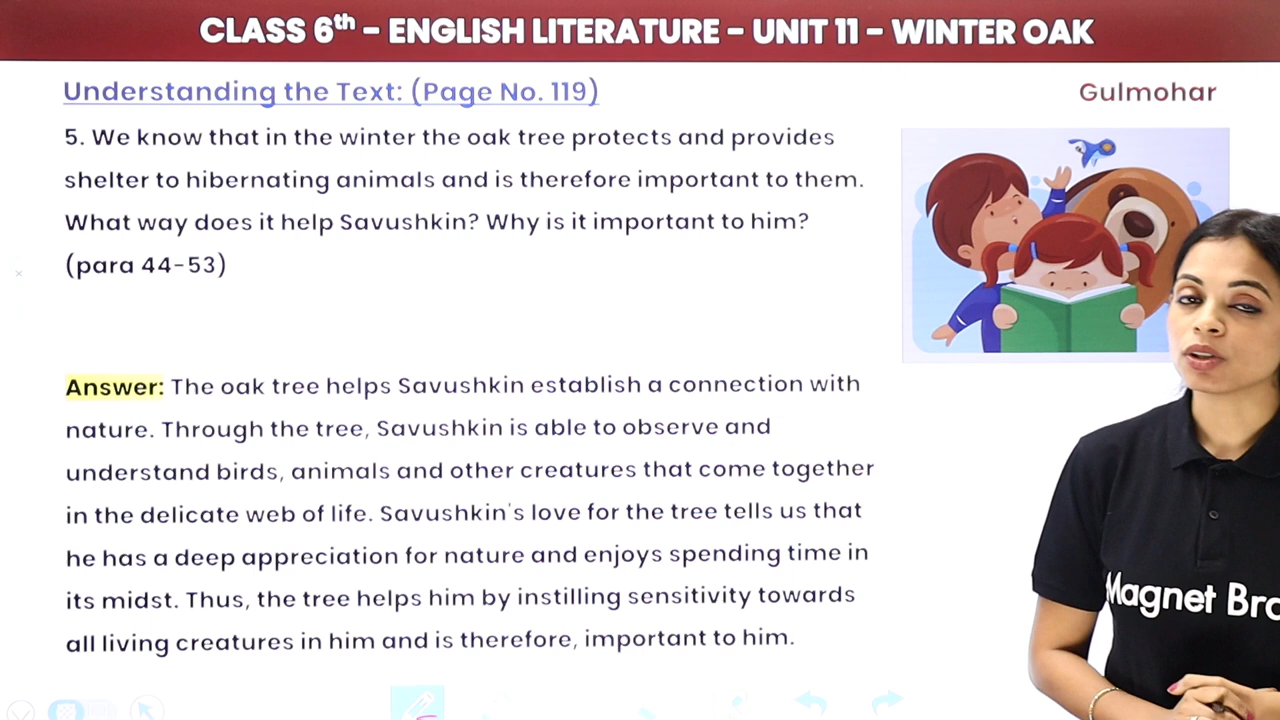 CLASS 6th - ENGLISH LITERATURE - UNIT 11 - WINTER OAK
Understanding the Text: (Page No. 119)
Gulmohar
5. We know that in the winter the oak tree protects and provides
shelter to hibernating animals and is therefore important to them.
What way does it help Savushkin? Why is it important to him?
(para 44-53)
Answer: The oak tree helps Savushkin establish a connection with
nature. Through the tree, Savushkin is able to observe and
understand birds, animals and other creatures that come together
in the delicate web of life. Savushkin's love for the tree tells us that
he has a deep appreciation for nature and enjoys spending time in
its midst. Thus, the tree helps him by instilling sensitivity towards
all living creatures in him and is therefore, important to him.
Magnet Bro